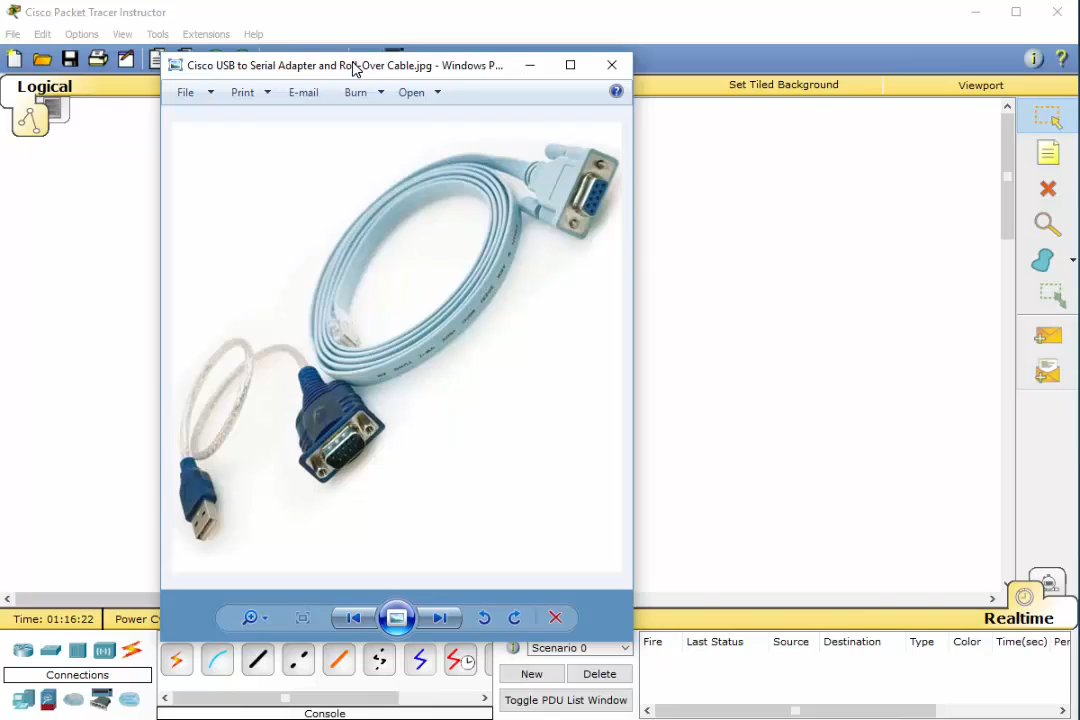 Cisco Packet Tracer Instructor
File Edit Options View Tools Extensions Help
Cisco USB to Serial Adapter and Roll-Over Cable.jpg - Windows P...
Logical
Set Tiled Background
Viewport
File Print E-mail Burn Open
Time: 01:16:22
Power Cy
Realtime
Scenario 0
Fire Last Status Source Destination Type Color Time(sec) Per
New Delete
Connections
Toggle PDU List Window
Console